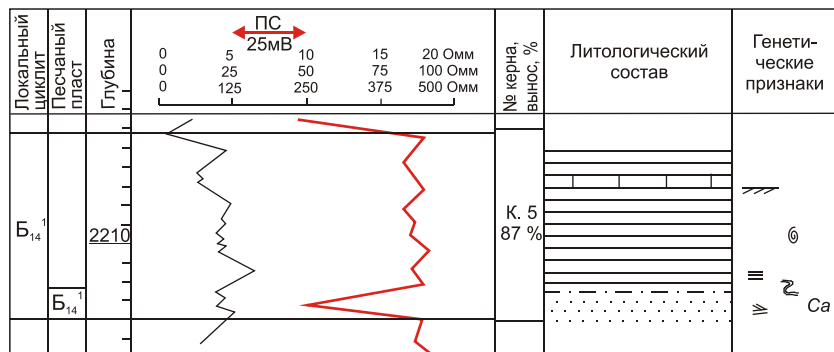 Локальный
циклит
Песчаный
пласт
Глубина
ПС
25мВ
0 5 10 15 20 Омм
0 25 50 75 100 Омм
0 125 250 375 500 Омм
№ керна,
вынос, %
Литологический
состав
Генети-
ческие
признаки
Б₁₄¹
2210
К. 5
87 %
Б₁₄¹
Ca